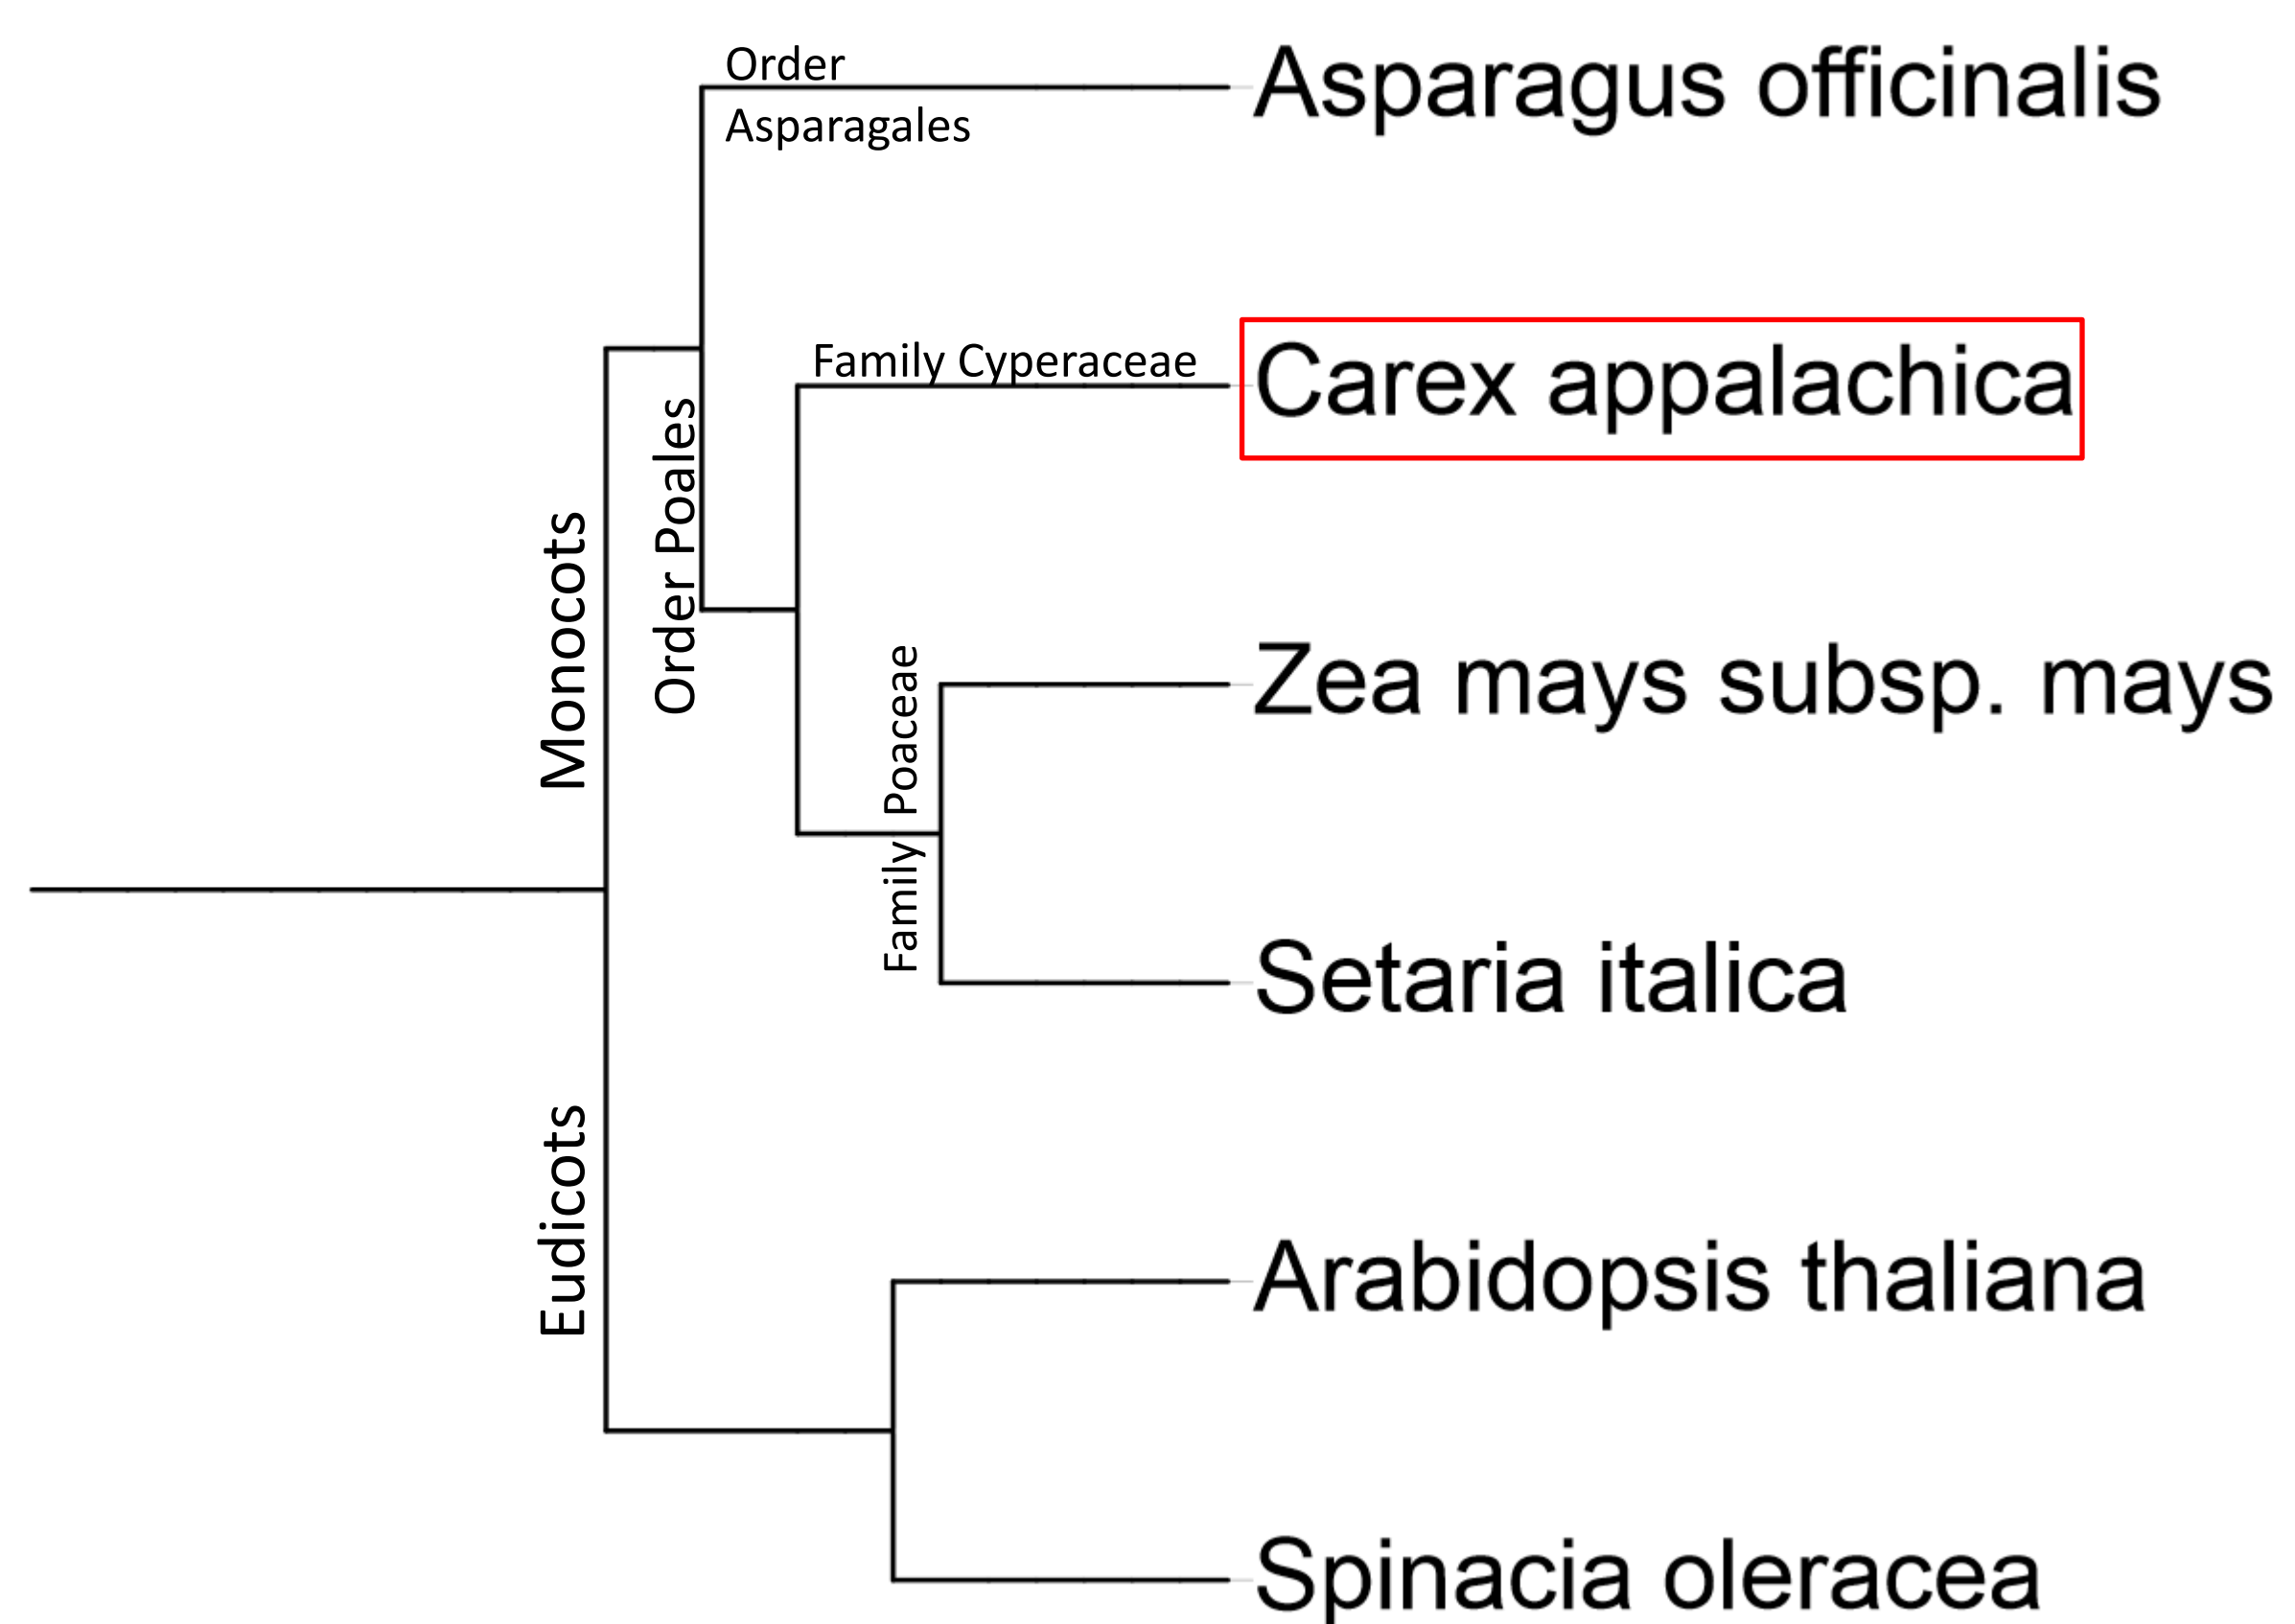 Order
Asparagales
Asparagus officinalis
Family Cyperaceae
Carex appalachica
Monocots
Order Poales
Family Poaceae
Zea mays subsp. mays
Setaria italica
Eudicots
Arabidopsis thaliana
Spinacia oleracea